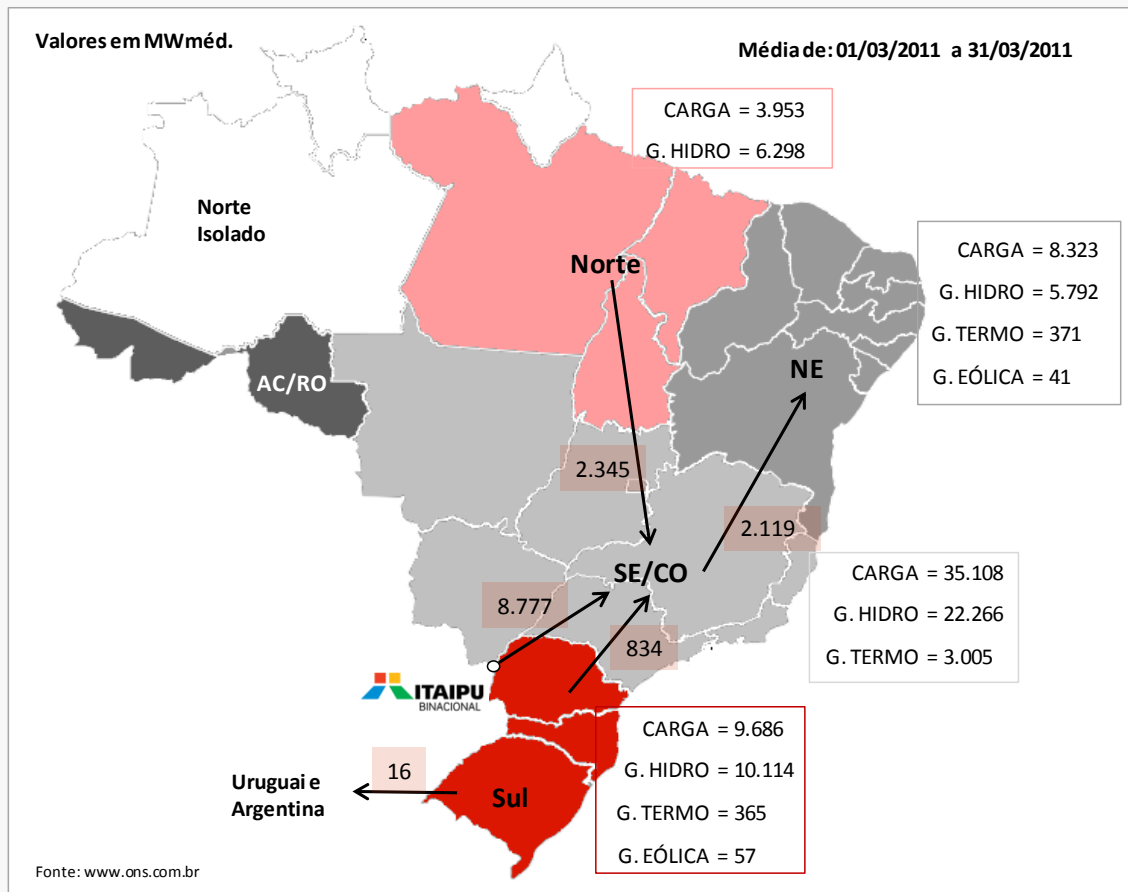 Valores em MWméd.
Média de: 01/03/2011 a 31/03/2011
CARGA = 3.953
G. HIDRO = 6.298
Norte
Isolado
Norte
CARGA = 8.323
G. HIDRO = 5.792
G. TERMO = 371
G. EÓLICA = 41
AC/RO
NE
2.345
2.119
SE/CO
CARGA = 35.108
G. HIDRO = 22.266
G. TERMO = 3.005
8.777
834
ITAIPU
BINACIONAL
CARGA = 9.686
G. HIDRO = 10.114
G. TERMO = 365
G. EÓLICA = 57
16
Uruguai e
Argentina
Sul
Fonte: www.ons.com.br